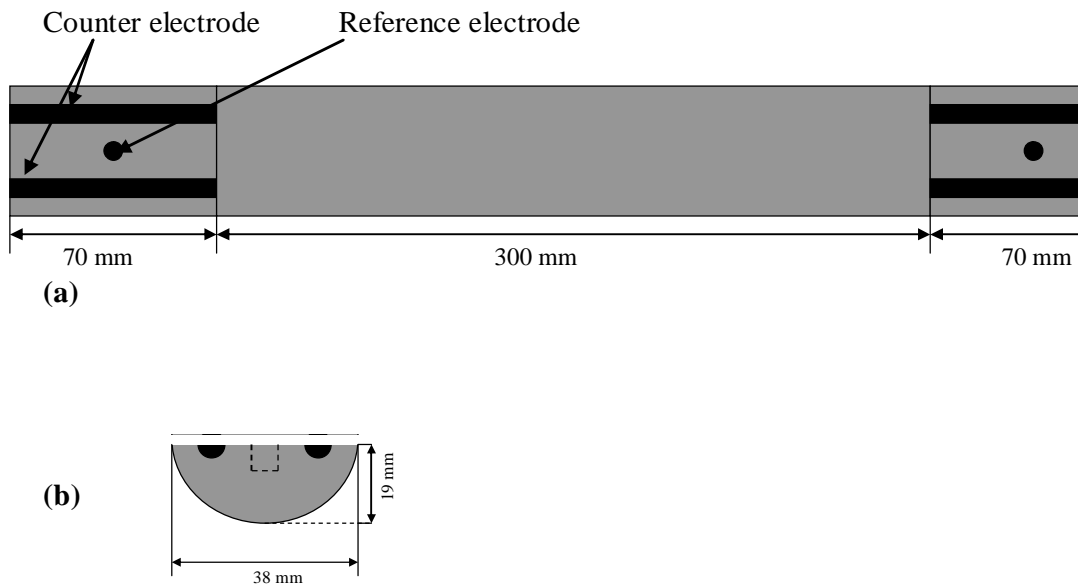 Counter electrode Reference electrode
70 mm 300 mm 70 mm
(a)
19 mm
(b)
38 mm